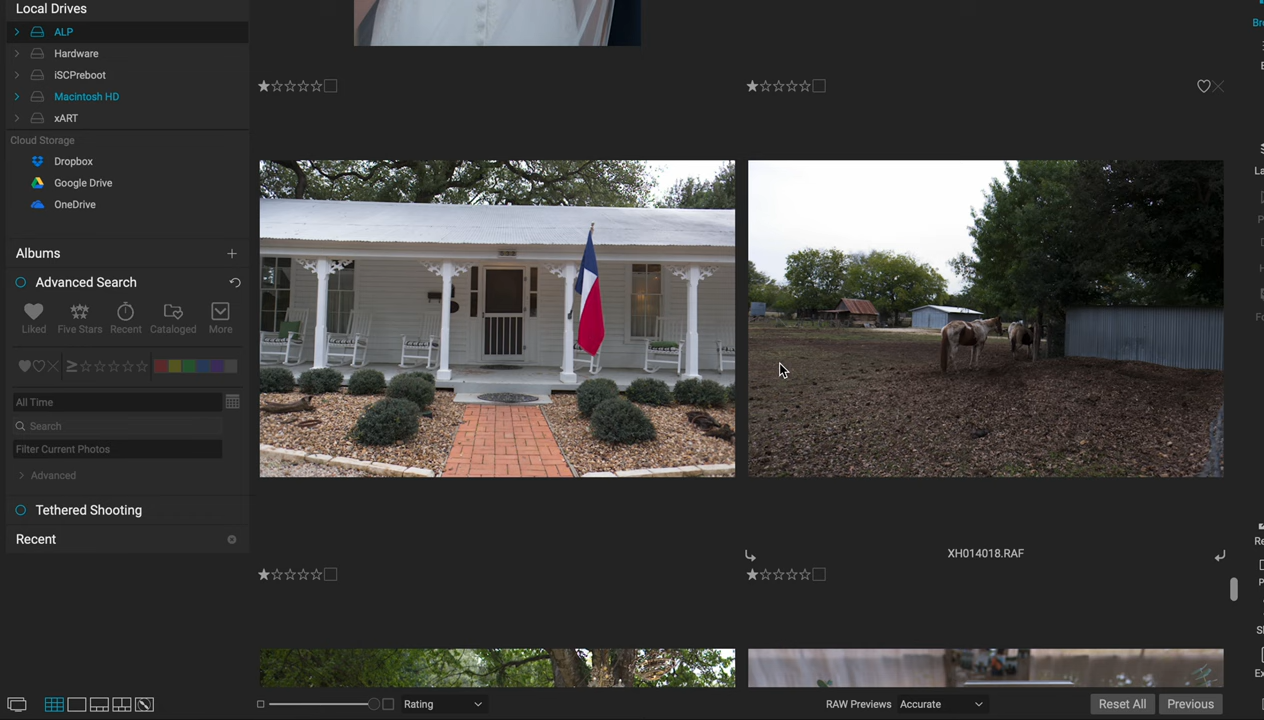 Local Drives
ALP
Hardware
iSCPreboot
Macintosh HD
xART
Cloud Storage
Dropbox
Google Drive
OneDrive
Albums
Advanced Search
Liked
Five Stars
Recent
Cataloged
More
All Time
Search
Filter Current Photos
Advanced
Tethered Shooting
Recent
XH014018.RAF
Rating
RAW Previews
Accurate
Reset All
Previous